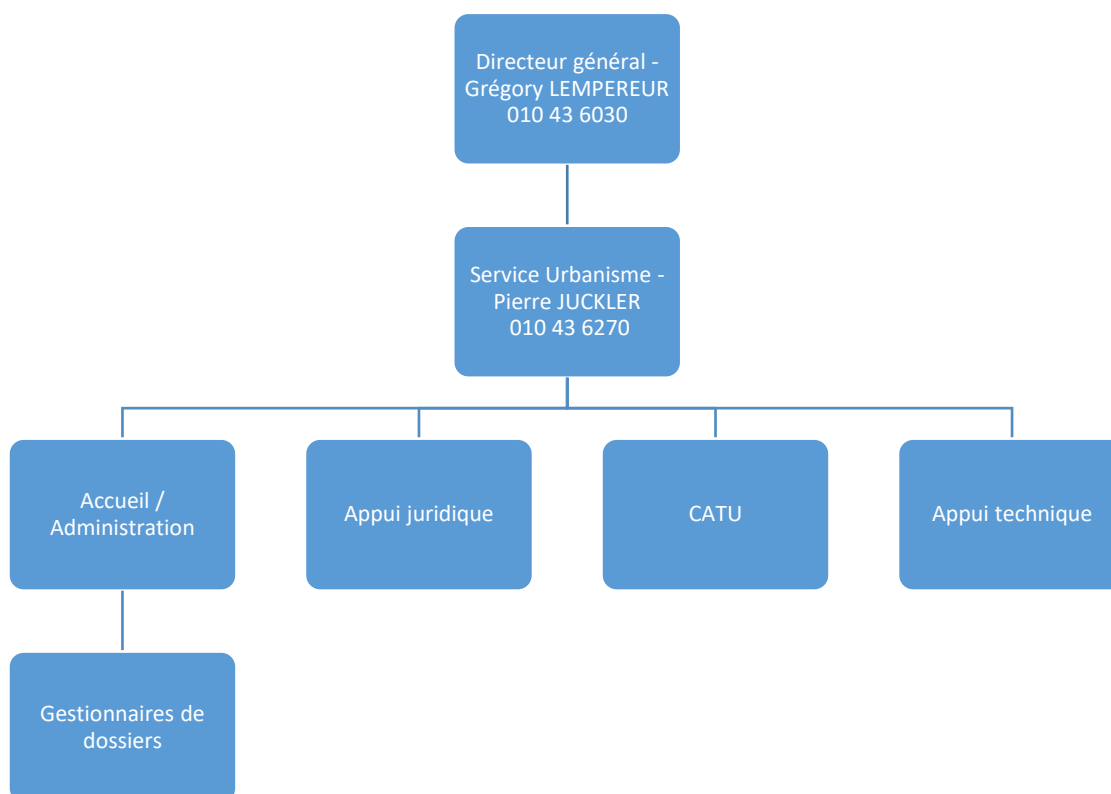 Directeur général -
Grégory LEMPEREUR
010 43 6030
Service Urbanisme -
Pierre JUCKLER
010 43 6270
Accueil /
Administration
Appui juridique
CATU
Appui technique
Gestionnaires de
dossiers